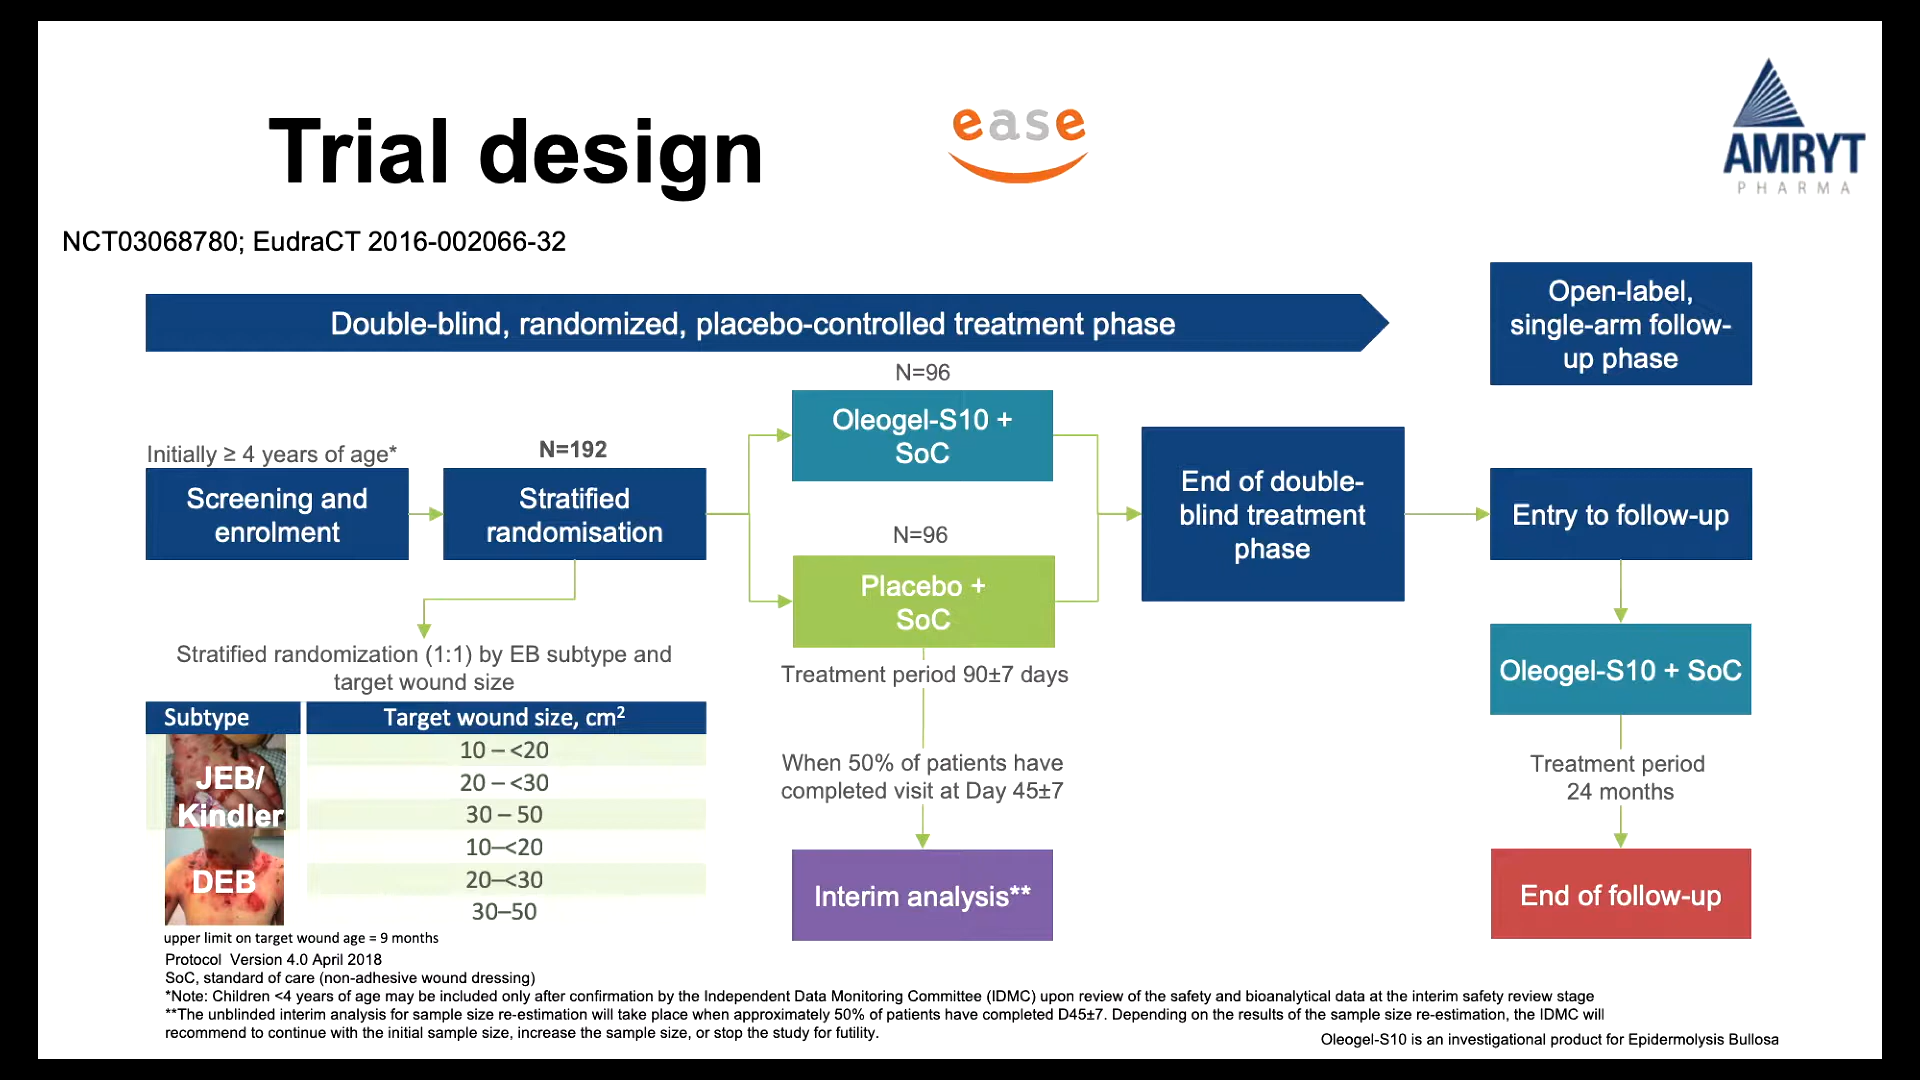 Trial design
ease
AMRYT
PHARMA
NCT03068780; EudraCT 2016-002066-32
Double-blind, randomized, placebo-controlled treatment phase
Open-label,
single-arm follow-
up phase
Initially ≥ 4 years of age*
Screening and
enrolment
N=192
Stratified
randomisation
N=96
Oleogel-S10 +
SoC
N=96
Placebo +
SoC
End of double-
blind treatment
phase
Entry to follow-up
Stratified randomization (1:1) by EB subtype and
target wound size
Subtype
Target wound size, cm²
JEB/
Kindler
10 – <20
20 – <30
30 – 50
DEB
10–<20
20–<30
30–50
Treatment period 90±7 days
When 50% of patients have
completed visit at Day 45±7
Interim analysis**
Oleogel-S10 + SoC
Treatment period
24 months
End of follow-up
upper limit on target wound age = 9 months
Protocol Version 4.0 April 2018
SoC, standard of care (non-adhesive wound dressing)
*Note: Children <4 years of age may be included only after confirmation by the Independent Data Monitoring Committee (IDMC) upon review of the safety and bioanalytical data at the interim safety review stage
**The unblinded interim analysis for sample size re-estimation will take place when approximately 50% of patients have completed D45±7. Depending on the results of the sample size re-estimation, the IDMC will
recommend to continue with the initial sample size, increase the sample size, or stop the study for futility.
Oleogel-S10 is an investigational product for Epidermolysis Bullosa